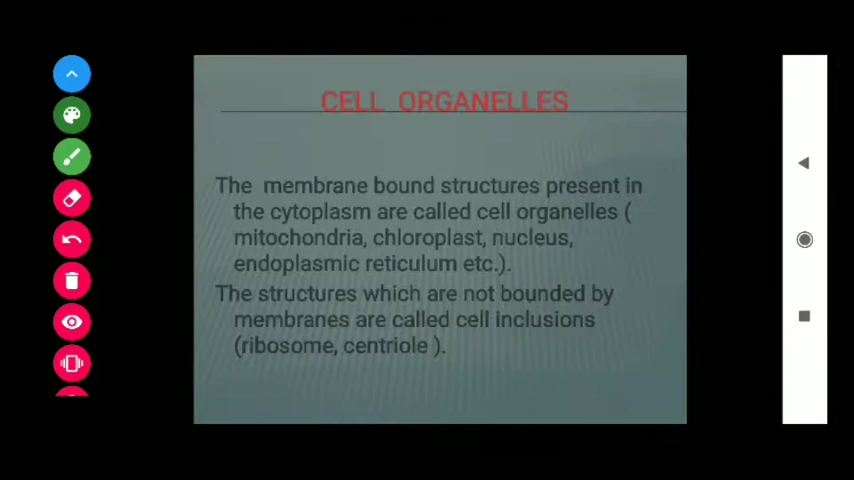 CELL ORGANELLES
The membrane bound structures present in
the cytoplasm are called cell organelles (
mitochondria, chloroplast, nucleus,
endoplasmic reticulum etc.).
The structures which are not bounded by
membranes are called cell inclusions
(ribosome, centriole ).